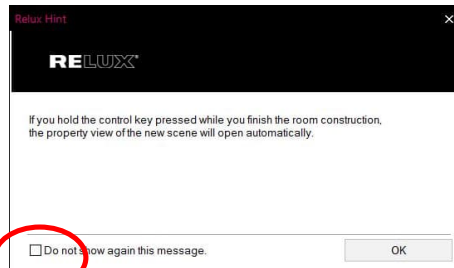 Relux Hint
RELUX
If you hold the control key pressed while you finish the room construction,
the property view of the new scene will open automatically.
Do not show again this message.
OK